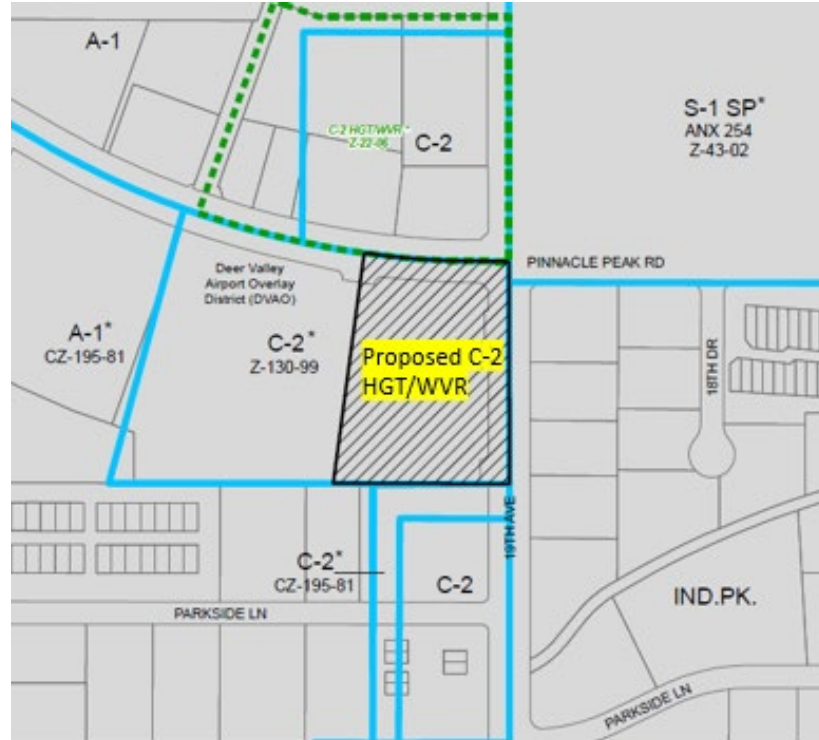 A-1
S-1 SP*
ANX 254
Z-43-02
C-2 HGT/WVR *
Z-22-06
C-2
PINNACLE PEAK RD
Deer Valley
Airport Overlay
District (DVAO)
A-1*
CZ-195-81
C-2*
Z-130-99
Proposed C-2
HGT/WVR
18TH DR
19TH AVE
C-2*
CZ-195-81
C-2
IND.PK.
PARKSIDE LN
PARKSIDE LN